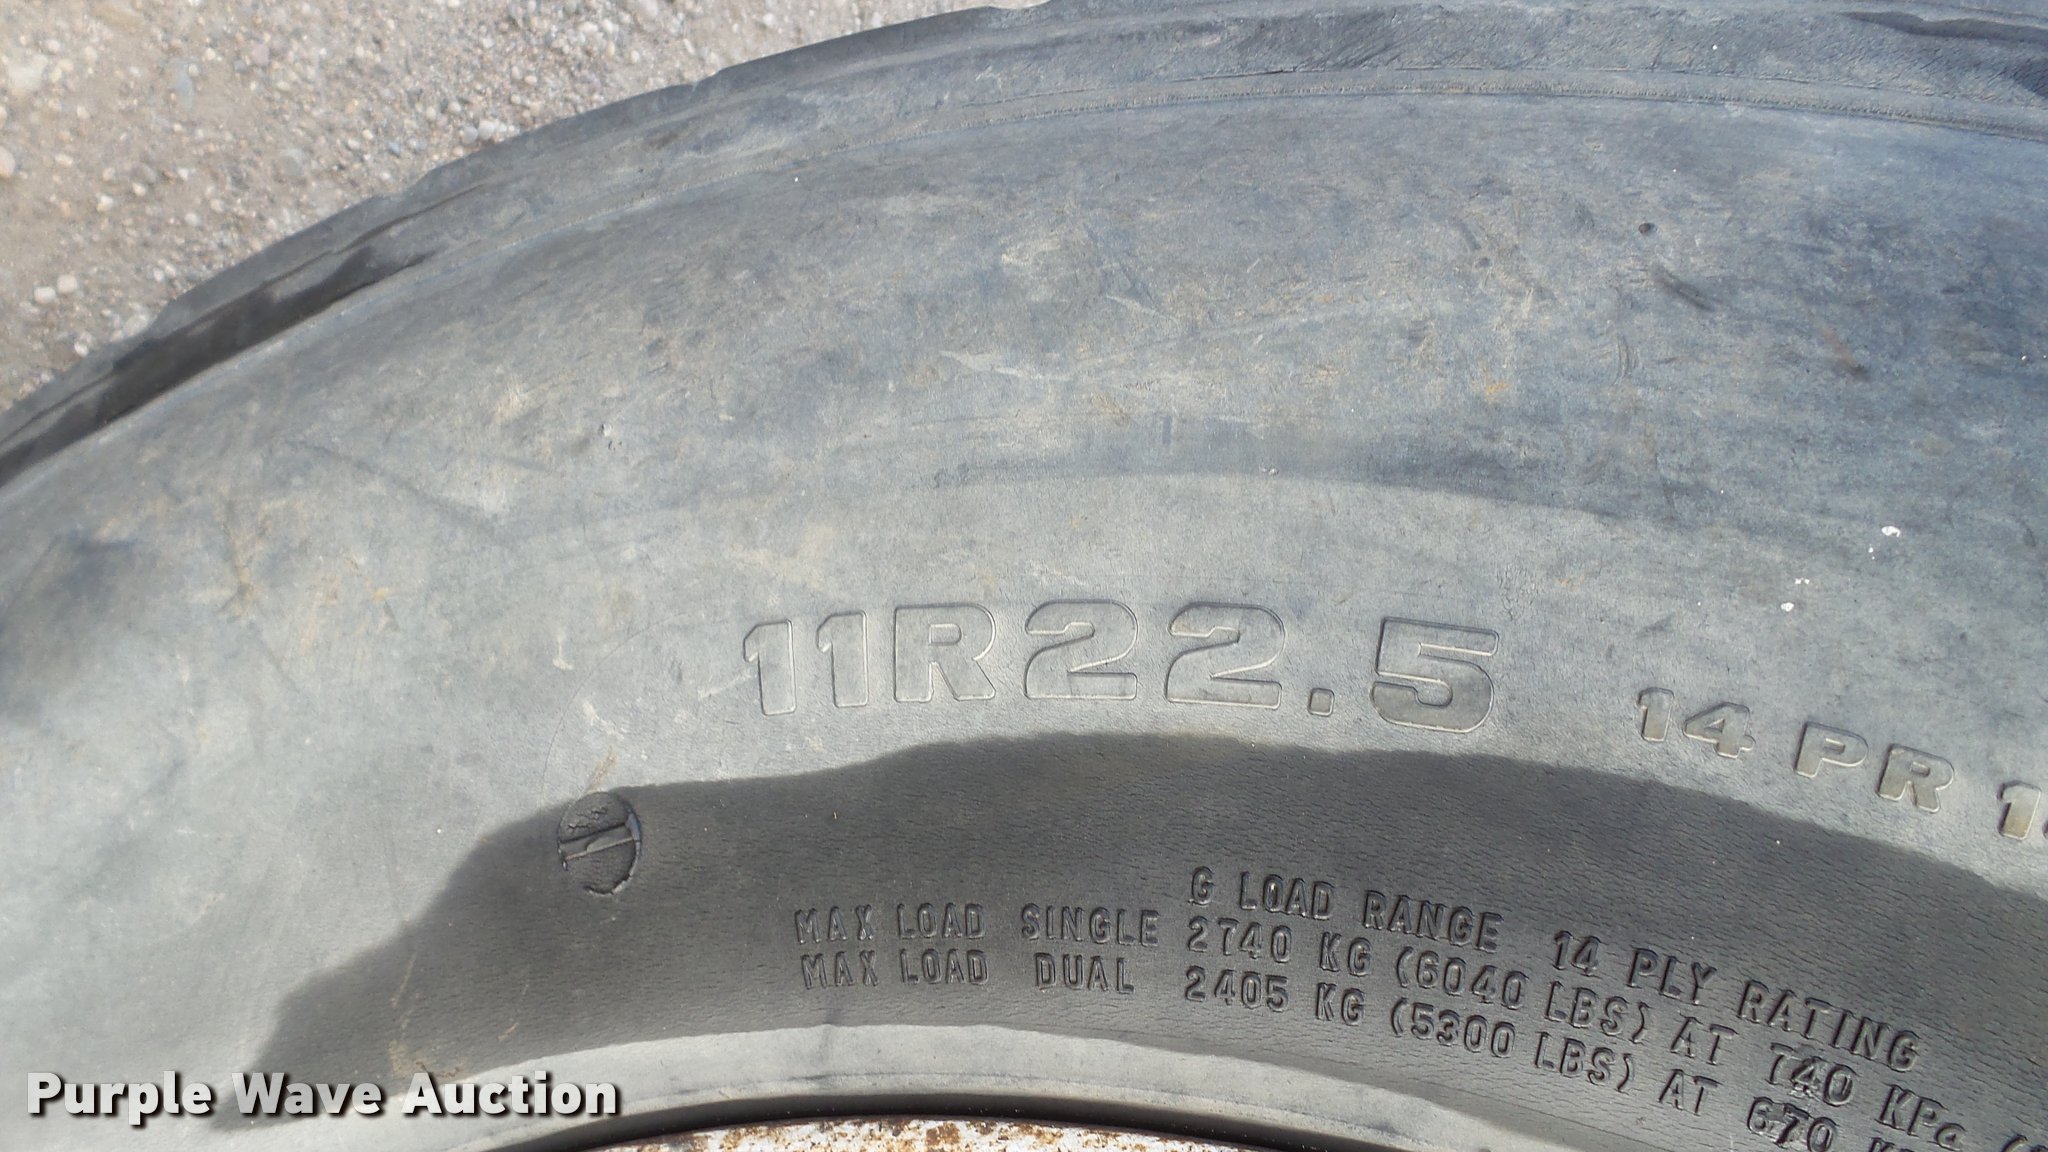 11R22.5 14 PR
G LOAD RANGE 14 PLY RATING
MAX LOAD SINGLE 2740 KG (6040 LBS) AT 740 KPa
MAX LOAD DUAL 2405 KG (5300 LBS) AT 670
Purple Wave Auction